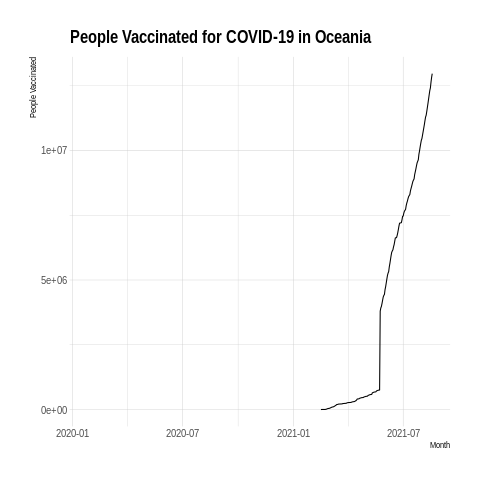 People Vaccinated for COVID-19 in Oceania
People Vaccinated
1e+07
5e+06
0e+00
2020-01 2020-07 2021-01 2021-07
Month